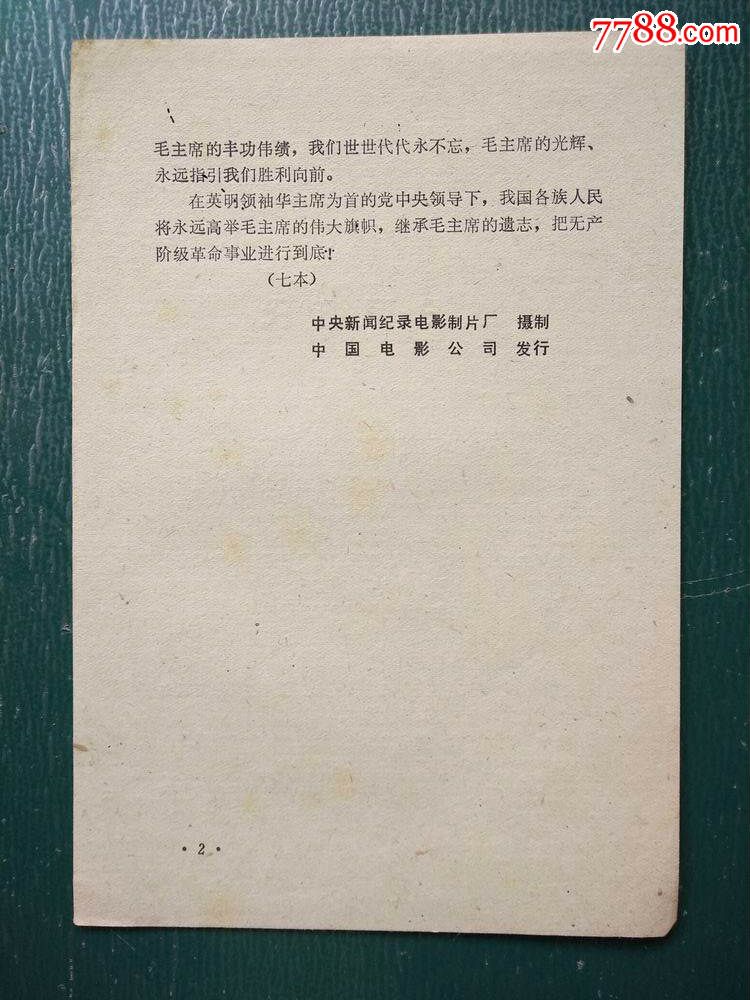 7788.com
毛主席的丰功伟绩，我们世世代代永不忘，毛主席的光辉、
永远指引我们胜利向前。
在英明领袖华主席为首的党中央领导下，我国各族人民
将永远高举毛主席的伟大旗帜，继承毛主席的遗志，把无产
阶级革命事业进行到底！
（七本）
中央新闻纪录电影制片厂 摄制
中国电影公司 发行
·2·